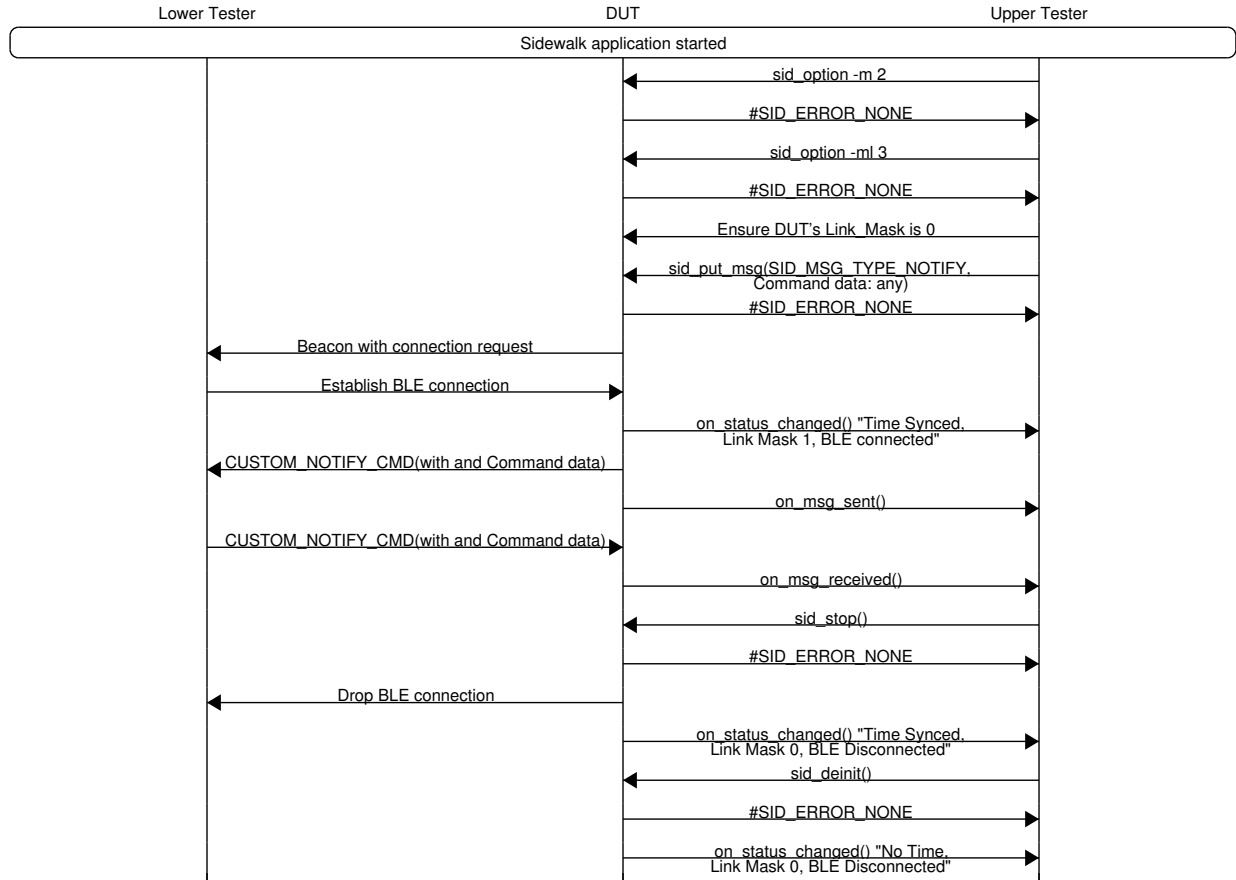 Lower Tester
DUT
Upper Tester
Sidewalk application started
sid_option -m 2
#SID_ERROR_NONE
sid_option -ml 3
#SID_ERROR_NONE
Ensure DUT's Link_Mask is 0
sid_put_msg(SID_MSG_TYPE_NOTIFY,
Command data: any)
#SID_ERROR_NONE
Beacon with connection request
Establish BLE connection
on_status_changed() "Time Synced,
Link Mask 1, BLE connected"
CUSTOM_NOTIFY_CMD(with and Command data)
on_msg_sent()
CUSTOM_NOTIFY_CMD(with and Command data)
on_msg_received()
sid_stop()
#SID_ERROR_NONE
Drop BLE connection
on_status_changed() "Time Synced,
Link Mask 0, BLE Disconnected"
sid_deinit()
#SID_ERROR_NONE
on_status_changed() "No Time,
Link Mask 0, BLE Disconnected"